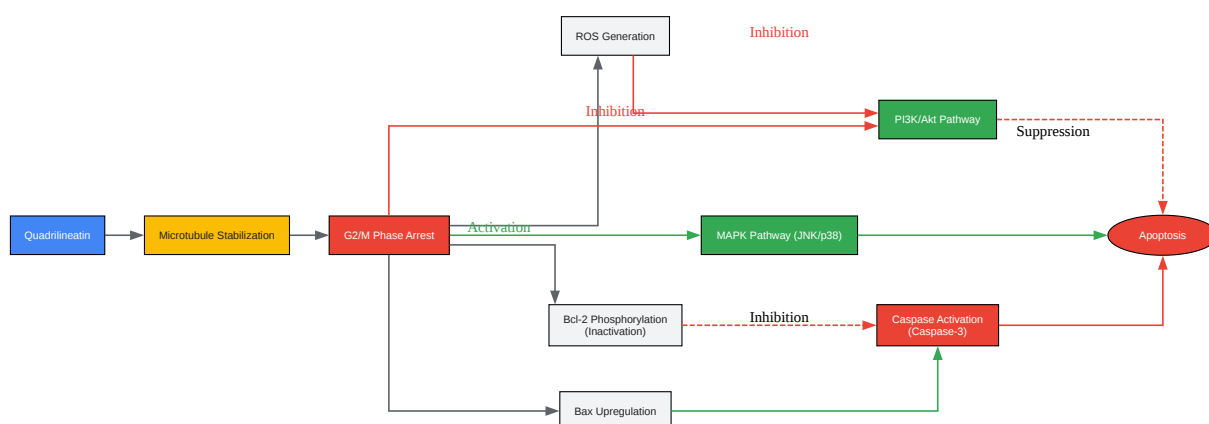 ROS Generation
Inhibition
Inhibition
PI3K/Akt Pathway
Suppression
Quadrilineatin
Microtubule Stabilization
G2/M Phase Arrest
Activation
MAPK Pathway (JNK/p38)
Apoptosis
Bcl-2 Phosphorylation
(Inactivation)
Inhibition
Caspase Activation
(Caspase-3)
Bax Upregulation